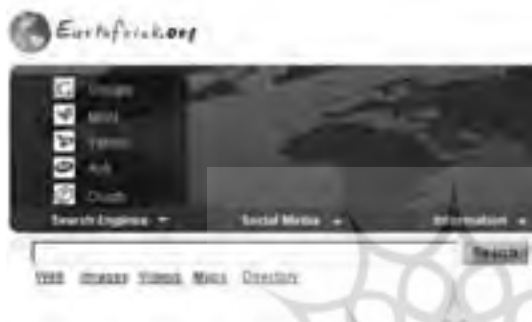 Earthfrisk.org
Google
MSN
Yahoo
Ask
Search Engines
Social Media
Information
Search
Web Images Videos Maps Directory